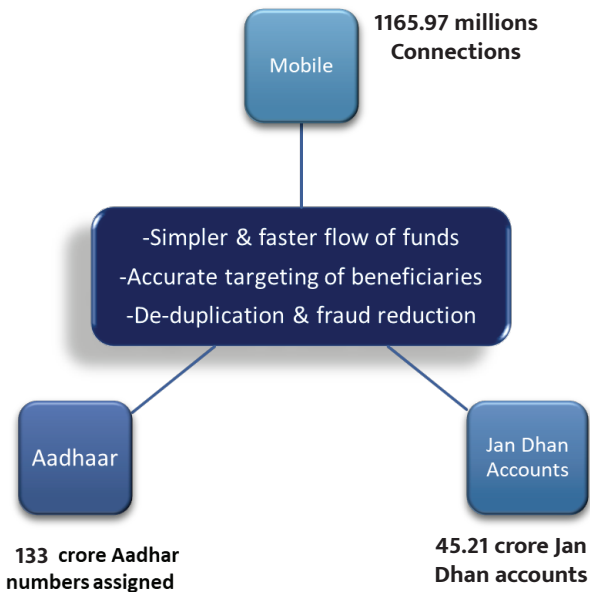 1165.97 millions
Connections
Mobile
-Simpler & faster flow of funds
-Accurate targeting of beneficiaries
-De-duplication & fraud reduction
Aadhaar
Jan Dhan
Accounts
133 crore Aadhar
numbers assigned
45.21 crore Jan
Dhan accounts